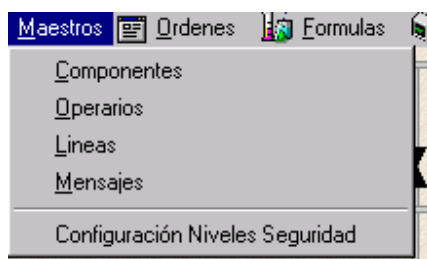 Maestros Ordenes Formulas
Componentes
Operarios
Lineas
Mensajes
Configuración Niveles Seguridad